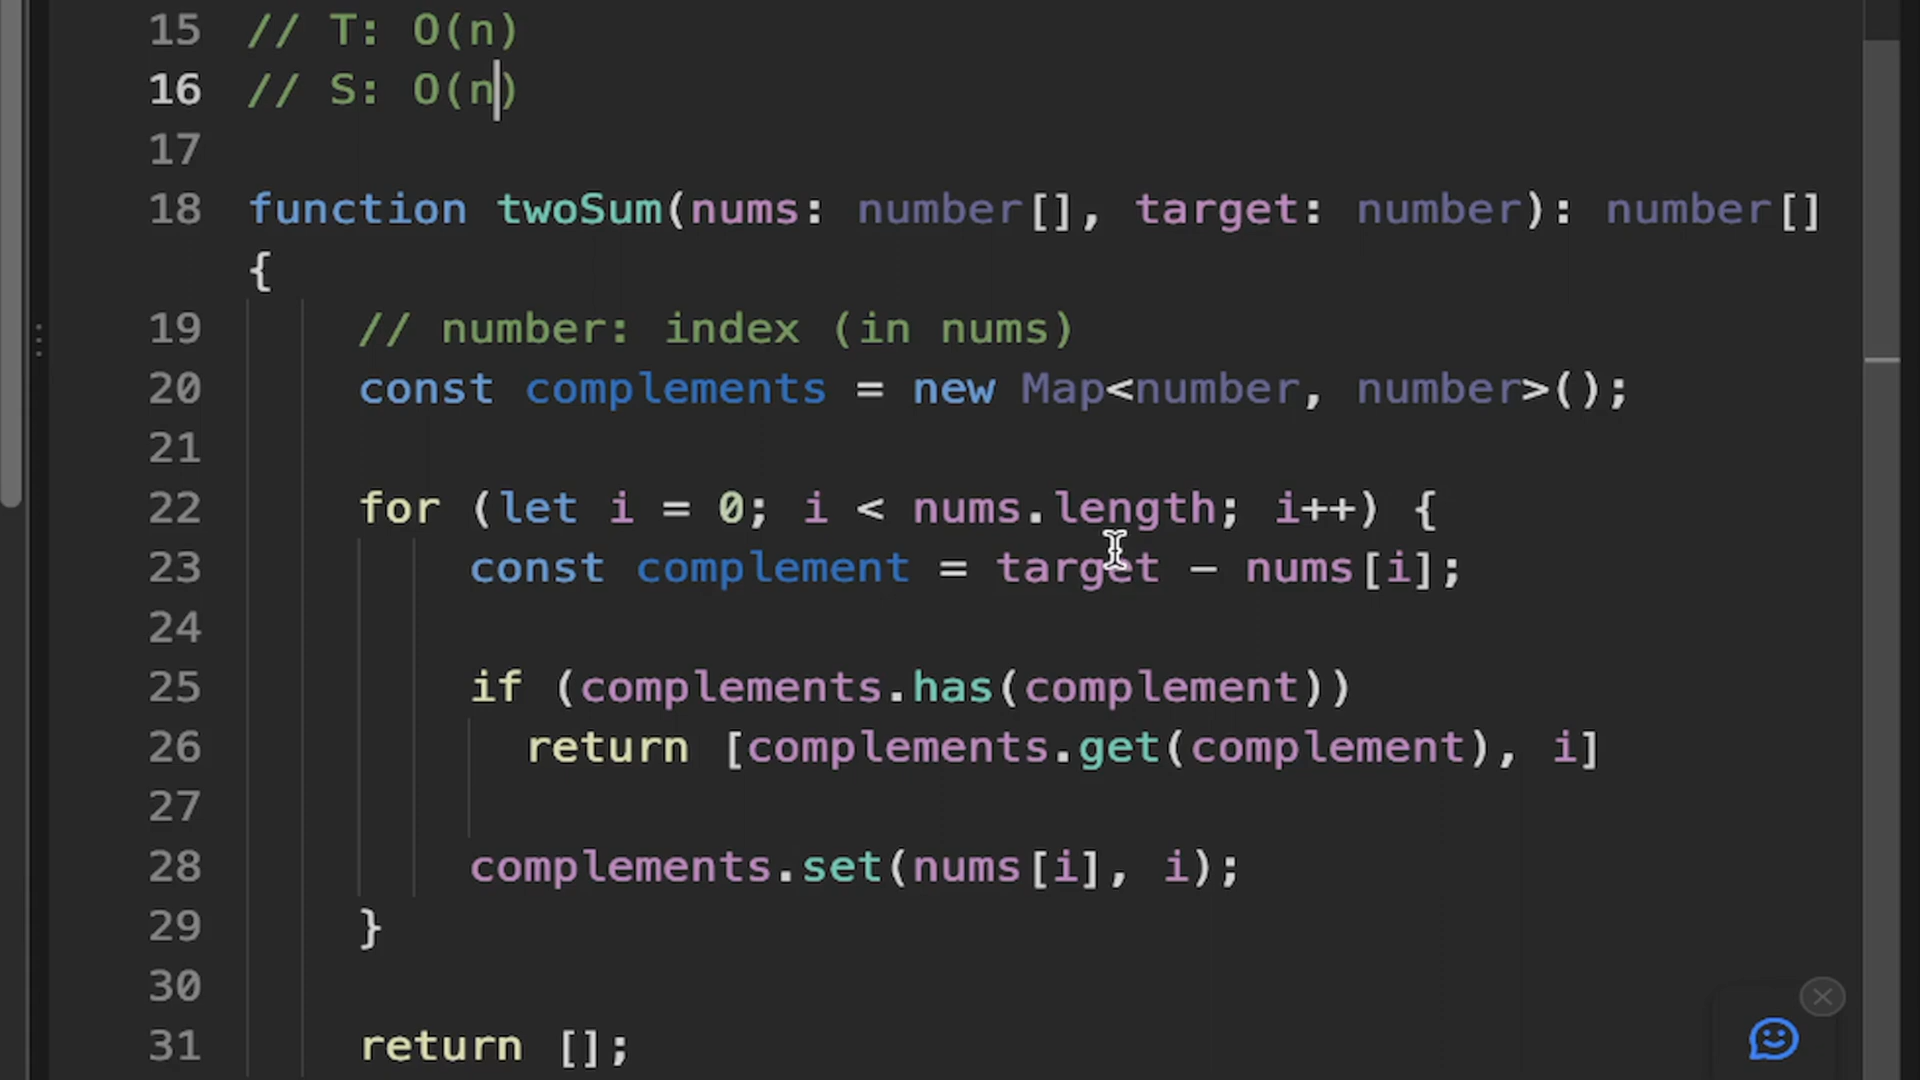 15 // T: O(n)
16 // S: O(n)
17
18 function twoSum(nums: number[], target: number): number[]
{
19 // number: index (in nums)
20 const complements = new Map<number, number>();
21
22 for (let i = 0; i < nums.length; i++) {
23 const complement = target - nums[i];
24
25 if (complements.has(complement))
26 return [complements.get(complement), i]
27
28 complements.set(nums[i], i);
29 }
30
31 return [];